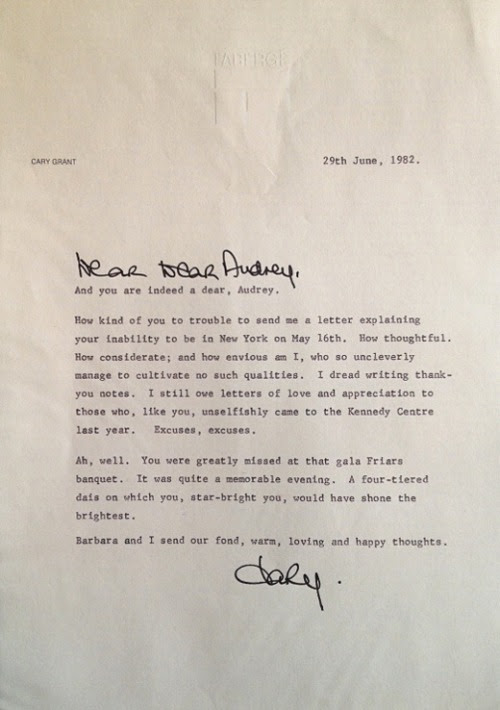 FABERGÉ
CARY GRANT
29th June, 1982.
Dear Dear Audrey,
And you are indeed a dear, Audrey.
How kind of you to trouble to send me a letter explaining
your inability to be in New York on May 16th. How thoughtful.
How considerate; and how envious am I, who so uncleverly
manage to cultivate no such qualities. I dread writing thank-
you notes. I still owe letters of love and appreciation to
those who, like you, unselfishly came to the Kennedy Centre
last year. Excuses, excuses.
Ah, well. You were greatly missed at that gala Friars
banquet. It was quite a memorable evening. A four-tiered
dais on which you, star-bright you, would have shone the
brightest.
Barbara and I send our fond, warm, loving and happy thoughts.
Cary.